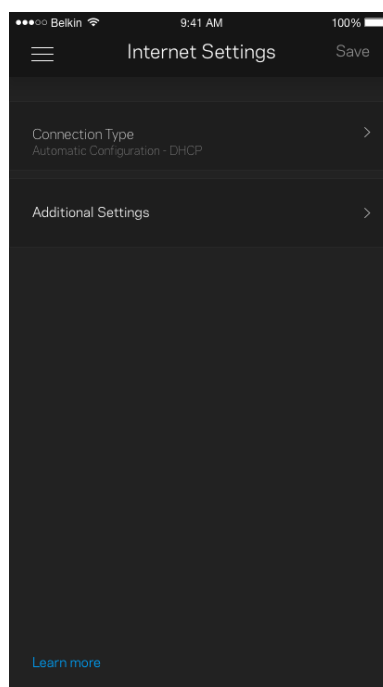 Belkin 9:41 AM 100%
Internet Settings Save
Connection Type
Automatic Configuration - DHCP
Additional Settings
Learn more